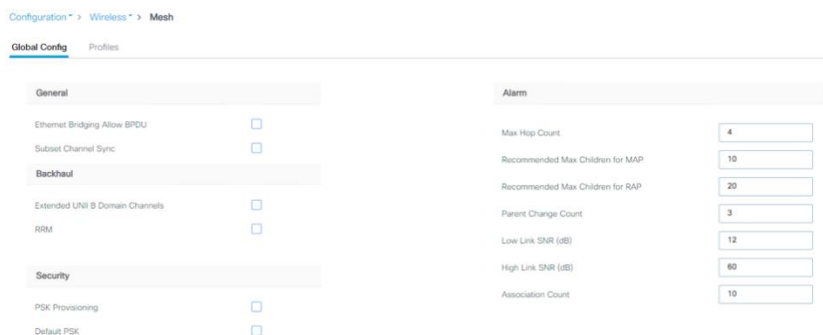 Configuration > Wireless > Mesh
Global Config Profiles
General
Ethernet Bridging Allow BPDU
Subset Channel Sync
Backhaul
Extended UNII B Domain Channels
RRM
Security
PSK Provisioning
Default PSK
Alarm
Max Hop Count 4
Recommended Max Children for MAP 10
Recommended Max Children for RAP 20
Parent Change Count 3
Low Link SNR (dB) 12
High Link SNR (dB) 60
Association Count 10